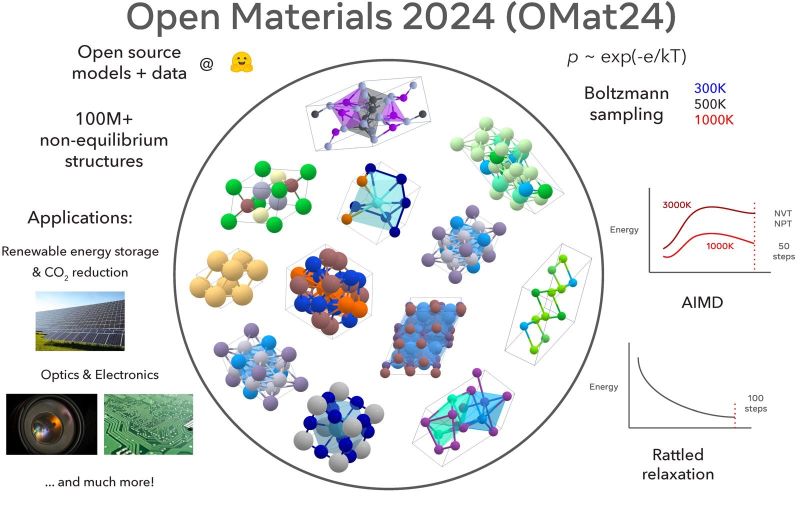 Open Materials 2024 (OMat24)
Open source
models + data @
100M+
non-equilibrium
structures
Applications:
Renewable energy storage
& CO2 reduction
Optics & Electronics
... and much more!
p ~ exp(-e/kT)
Boltzmann
sampling
300K
500K
1000K
3000K
1000K
Energy
NVT
NPT
50
steps
AIMD
Energy
100
steps
Rattled
relaxation